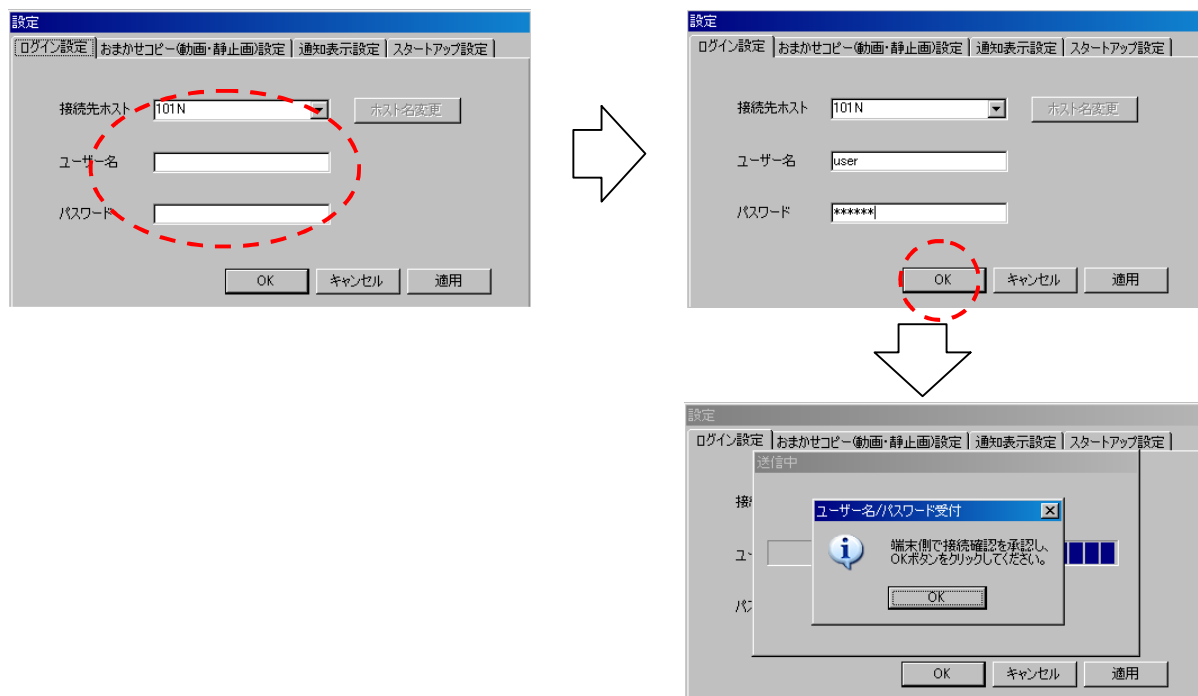 設定
ログイン設定 おまかせコピー(動画・静止画)設定 通知表示設定 スタートアップ設定
接続先ホスト 101N ホスト名変更
ユーザー名
パスワード
OK キャンセル 適用
設定
ログイン設定 おまかせコピー(動画・静止画)設定 通知表示設定 スタートアップ設定
接続先ホスト 101N ホスト名変更
ユーザー名 user
パスワード ******
OK キャンセル 適用
設定
ログイン設定 おまかせコピー(動画・静止画)設定 通知表示設定 スタートアップ設定
送信中
接
ユーザー名/パスワード受付
端末側で接続確認を承認し、
OKボタンをクリックしてください。
ユ
OK
パス
OK キャンセル 適用